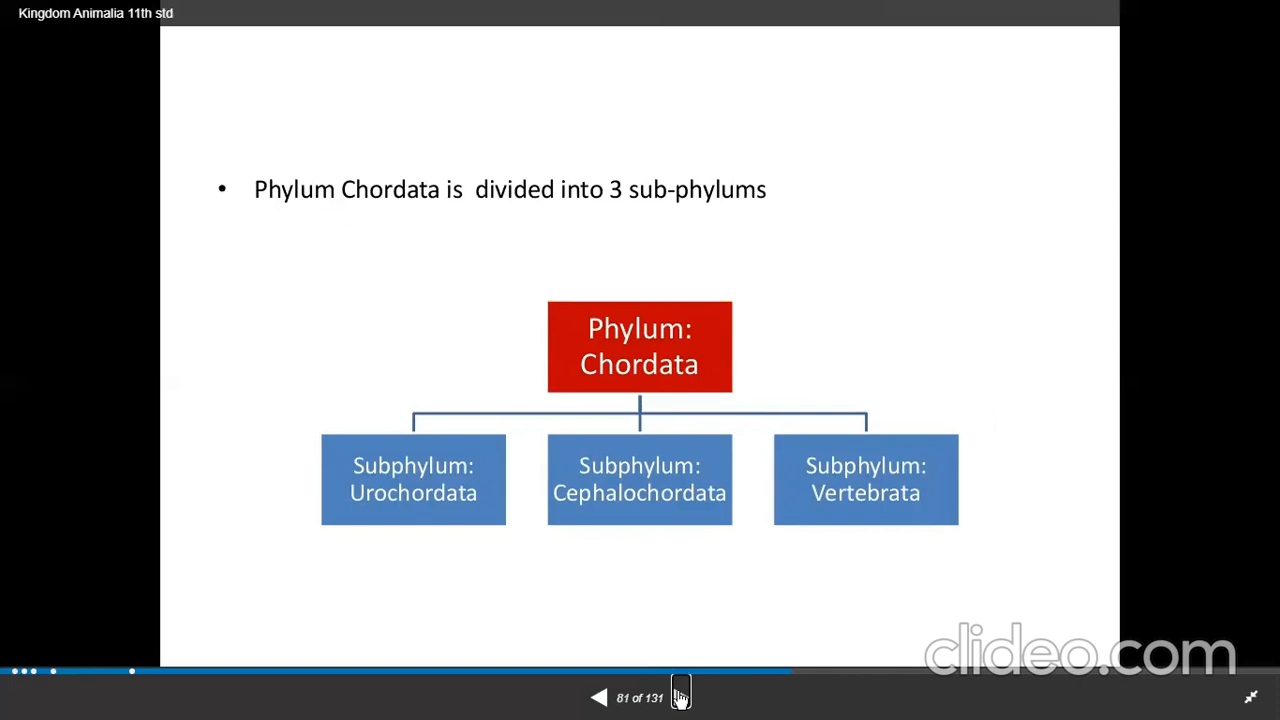 Kingdom Animalia 11th std
• Phylum Chordata is  divided into 3 sub-phylums
Phylum:
Chordata
Subphylum:
Urochordata
Subphylum:
Cephalochordata
Subphylum:
Vertebrata
clideo.com
81 of 131